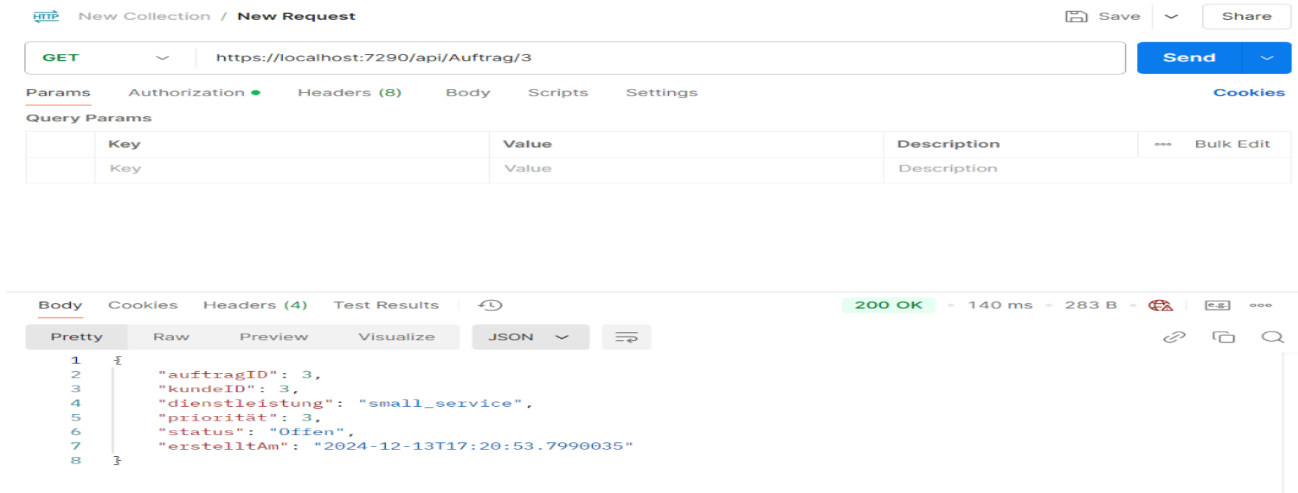 HTTP New Collection / New Request Save Share
GET https://localhost:7290/api/Auftrag/3 Send
Params Authorization Headers (8) Body Scripts Settings Cookies
Query Params
Key Value Description Bulk Edit
Key Value Description
Body Cookies Headers (4) Test Results 200 OK 140 ms 283 B e.g.
Pretty Raw Preview Visualize JSON
1 {
2 "auftragID": 3,
3 "kundeID": 3,
4 "dienstleistung": "small_service",
5 "priorität": 3,
6 "status": "Offen",
7 "erstelltAm": "2024-12-13T17:20:53.7990035"
8 }